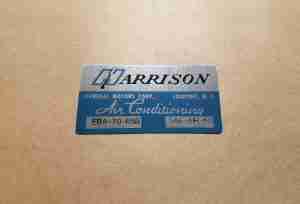 HARRISON
GENERAL MOTORS CORP. LOCKPORT, N.Y.
Air Conditioning